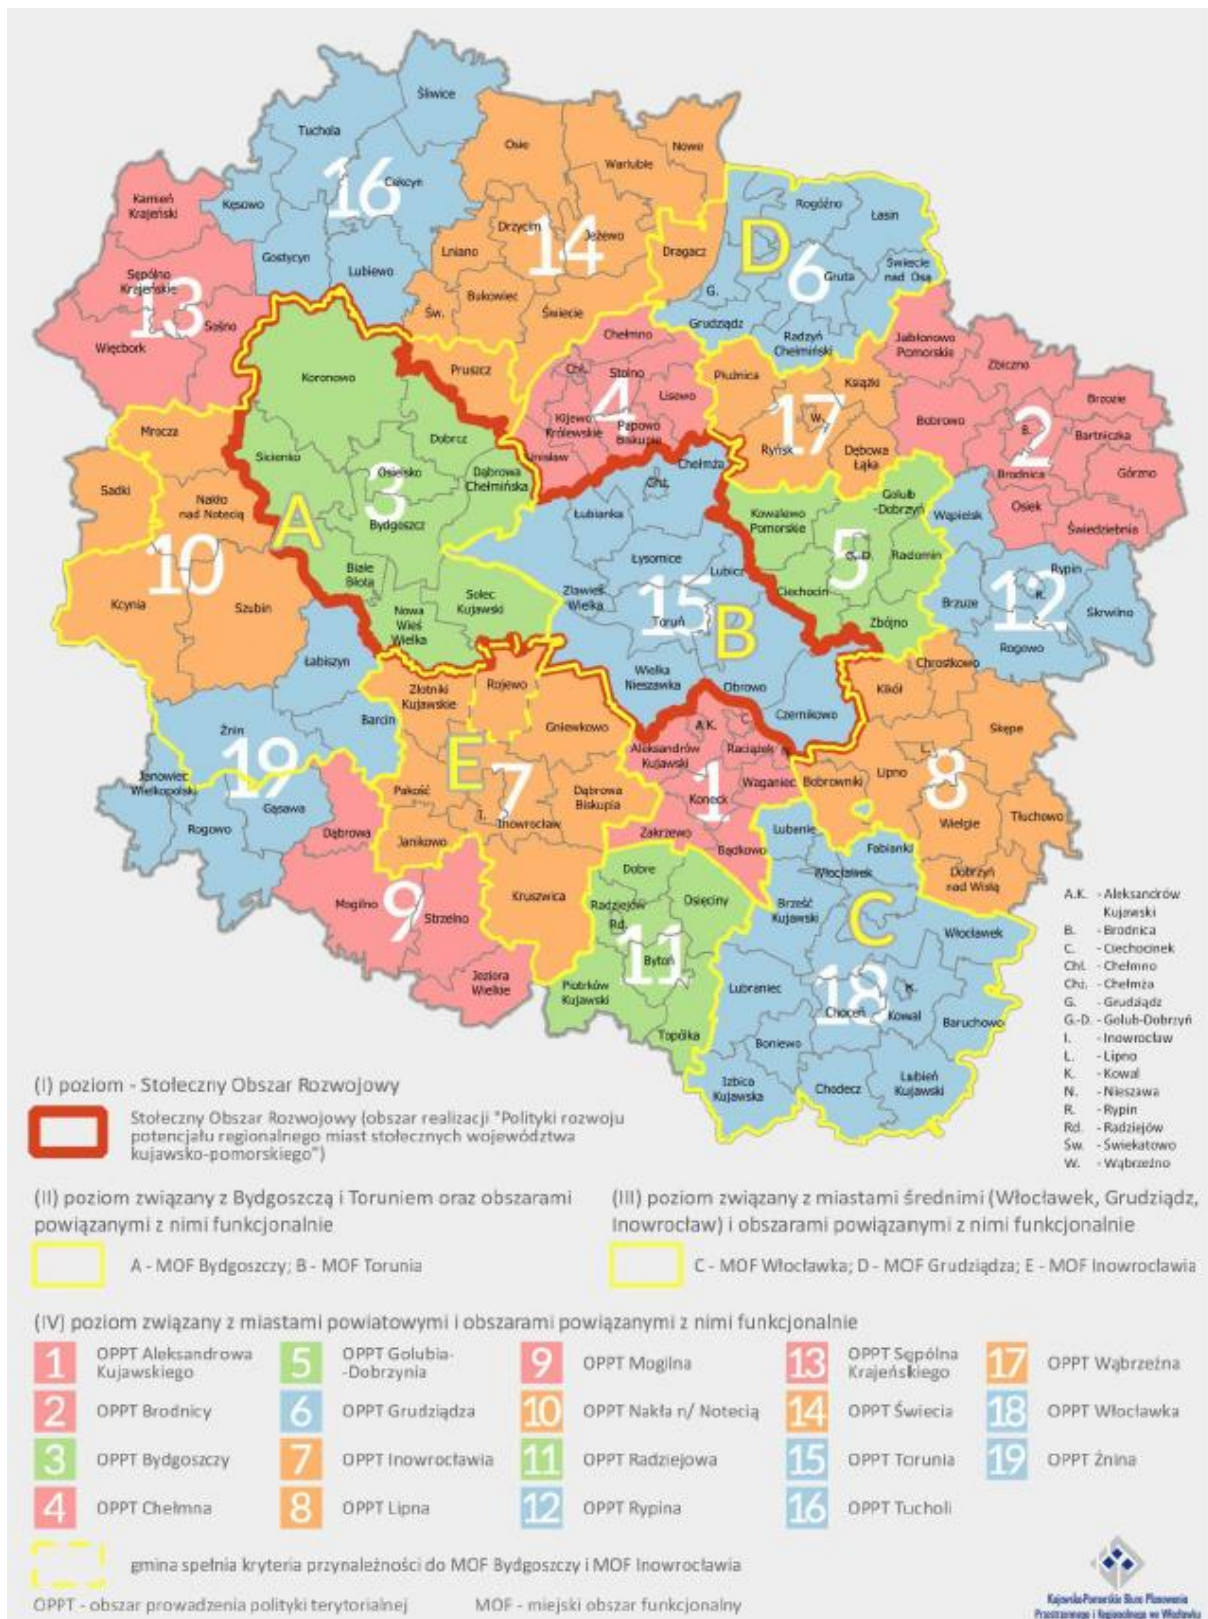 Śliwice
Tuchola
Osie
Nowe
Warlubie
16
Cekcyn
Kamień
Krajeński
Kęsowo
Rogóźno
Łasin
Drzycim
14
Jeżewo
D
Dragacz
Lniano
Gostycyn
Lubiewo
6
Gruta
Świecie
nad Osą
Sępólno
Krajeńskie
13
Sośno
Bukowiec
G.
Św.
Świecie
Grudziądz
Więcbork
Radzyń
Chełmiński
Chełmno
Jabłonowo
Pomorskie
Zbiczno
Koronowo
Pruszcz
Chł.
Stolno
Płużnica
Książki
4
Lisewo
17
Brzozie
Kijewo
Królewskie
Papowo
Biskupie
W.
Bobrowo
2
B.
Bartniczka
Mrocza
Dobrcz
Ryńsk
Dębowa
Łąka
Sicienko
Osielsko
Unisław
Chełmża
Brodnica
Górzno
Dąbrowa
Chełmińska
Chż.
Sadki
3
Golub
-Dobrzyń
Nakło
nad Notecią
A
Bydgoszcz
Łubianka
Kowalewo
Pomorskie
Wąpielsk
Osiek
Świedziebnia
10
Łysomice
5
G. D.
Radomin
Białe
Błota
Lubicz
Rypin
Zławieś
Wielka
Ciechocin
12
R.
Kcynia
Szubin
Solec
Kujawski
15
B
Brzuze
Skrwilno
Nowa
Wieś
Wielka
Toruń
Zbójno
Rogowo
Łabiszyn
Wielka
Nieszawka
Obrowo
Chrostkowo
Złotniki
Kujawskie
Rojewo
Kikół
Czernikowo
Barcin
Gniewkowo
A.K.
C.
Skępe
Żnin
Aleksandrów
Kujawski
Raciążek
N.
L.
19
E
7
1
Waganiec
Bobrowniki
Lipno
8
Janowiec
Wielkopolski
Pakość
Dąbrowa
Biskupia
Koneck
Gąsawa
I.
Inowrocław
Wielgie
Tłuchowo
Rogowo
Dąbrowa
Janikowo
Zakrzewo
Lubanie
Bądkowo
Fabianki
Dobre
Włocławek
Dobrzyń
nad Wisłą
Kruszwica
Mogilno
9
Strzelno
Radziejów
Osięciny
Brześć
Kujawski
C
Rd.
Włocławek
11
Bytoń
Jeziora
Wielkie
Piotrków
Kujawski
Lubraniec
18
K.
Choceń
Kowal
Baruchowo
Topólka
Boniewo
Izbica
Kujawska
Chodecz
Lubień
Kujawski
A.K. - Aleksandrów
Kujawski
B. - Brodnica
C. - Ciechocinek
Chł. - Chełmno
Chż. - Chełmża
G. - Grudziądz
G.-D. - Golub-Dobrzyń
I. - Inowrocław
L. - Lipno
K. - Kowal
N. - Nieszawa
R. - Rypin
Rd. - Radziejów
Św. - Świekatowo
W. - Wąbrzeźno
(I) poziom - Stołeczny Obszar Rozwojowy
Stołeczny Obszar Rozwojowy (obszar realizacji "Polityki rozwoju
potencjału regionalnego miast stołecznych województwa
kujawsko-pomorskiego")
(II) poziom związany z Bydgoszczą i Toruniem oraz obszarami
powiązanymi z nimi funkcjonalnie
A - MOF Bydgoszczy; B - MOF Torunia
(III) poziom związany z miastami średnimi (Włocławek, Grudziądz,
Inowrocław) i obszarami powiązanymi z nimi funkcjonalnie
C - MOF Włocławka; D - MOF Grudziądza; E - MOF Inowrocławia
(IV) poziom związany z miastami powiatowymi i obszarami powiązanymi z nimi funkcjonalnie
1 OPPT Aleksandrowa
Kujawskiego
2 OPPT Brodnicy
3 OPPT Bydgoszczy
4 OPPT Chełmna
5 OPPT Golubia-
-Dobrzynia
6 OPPT Grudziądza
7 OPPT Inowrocławia
8 OPPT Lipna
9 OPPT Mogilna
10 OPPT Nakła n/ Notecią
11 OPPT Radziejowa
12 OPPT Rypina
13 OPPT Sępólna
Krajeńskiego
14 OPPT Świecia
15 OPPT Torunia
16 OPPT Tucholi
17 OPPT Wąbrzeźna
18 OPPT Włocławka
19 OPPT Żnina
gmina spełnia kryteria przynależności do MOF Bydgoszczy i MOF Inowrocławia
OPPT - obszar prowadzenia polityki terytorialnej MOF - miejski obszar funkcjonalny
Kujawsko-Pomorskie Biuro Planowania
Przestrzennego i Regionalnego we Włocławku